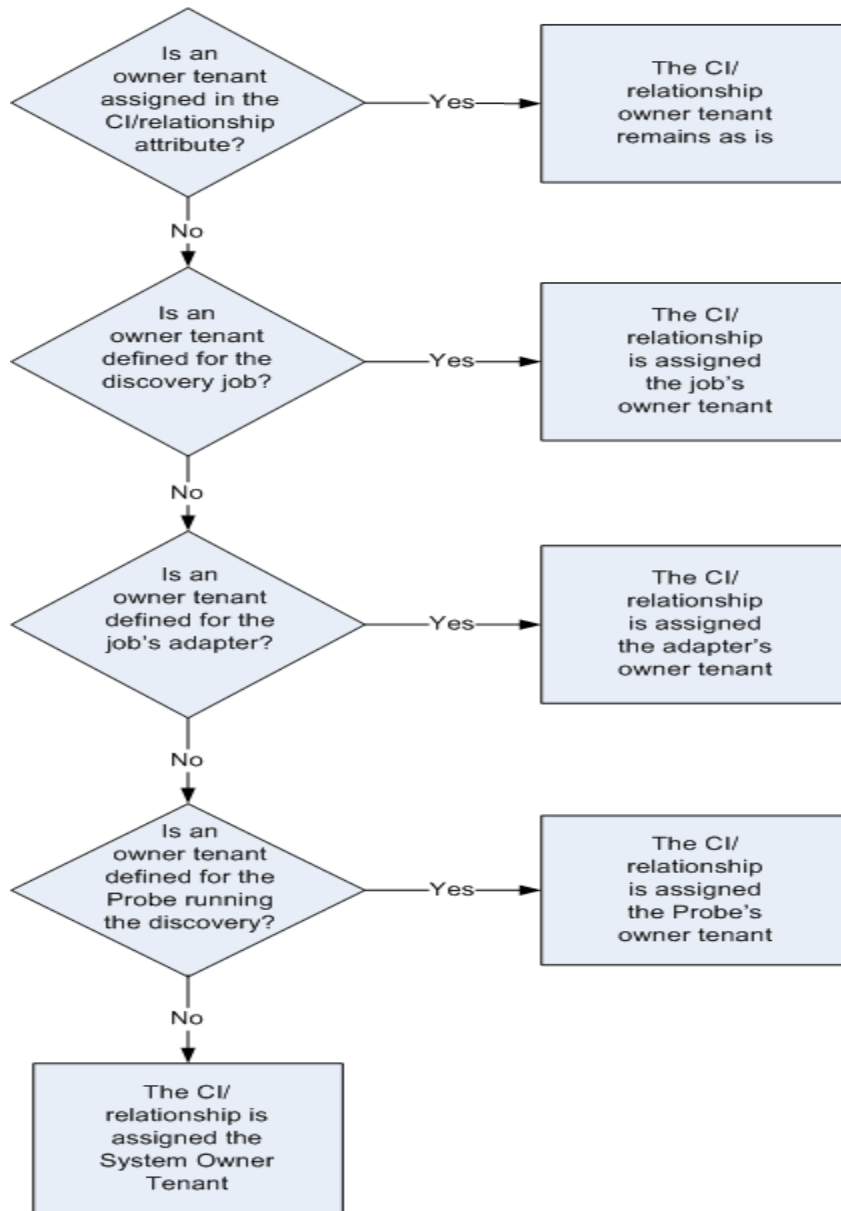 Is an
owner tenant
assigned in the
CI/relationship
attribute?
Yes
The CI/
relationship
owner tenant
remains as is
No
Is an
owner tenant
defined for the
discovery job?
Yes
The CI/
relationship
is assigned
the job's
owner tenant
No
Is an
owner tenant
defined for the
job's adapter?
Yes
The CI/
relationship
is assigned
the adapter's
owner tenant
No
Is an
owner tenant
defined for the
Probe running
the discovery?
Yes
The CI/
relationship
is assigned
the Probe's
owner tenant
No
The CI/
relationship is
assigned the
System Owner
Tenant